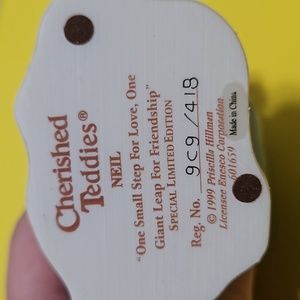 Cherished
Teddies®
NEIL
"One Small Step For Love, One
Giant Leap For Friendship"
SPECIAL LIMITED EDITION
Reg. No. 9C9/418
© 1999 Priscilla Hillman
Licensee Enesco Corporation
601659
Made in China